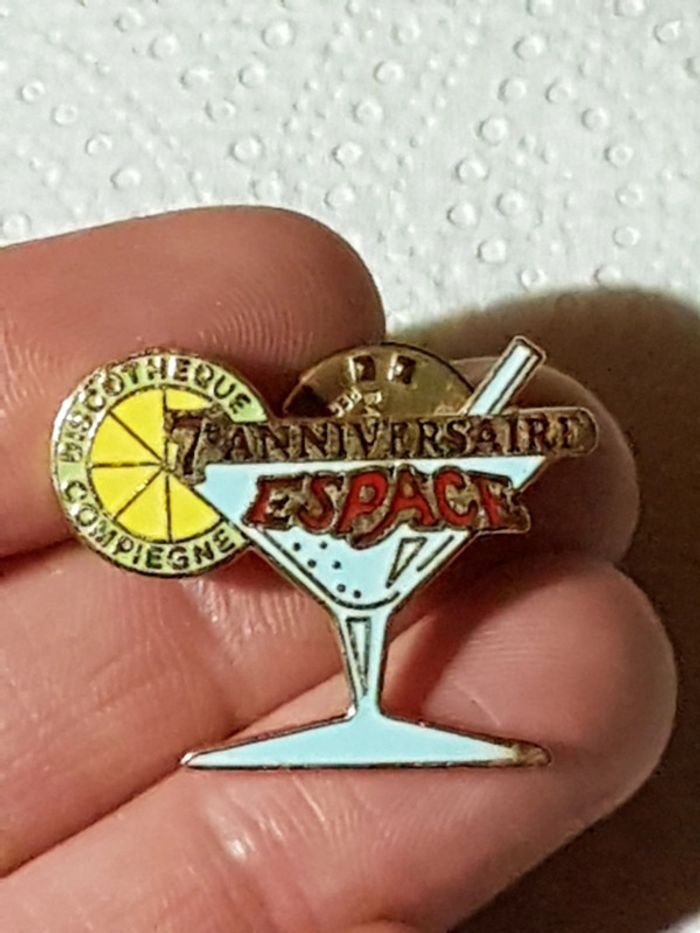 DISCOTHEQUE
COMPIEGNE
7e ANNIVERSAIRE
ESPACE